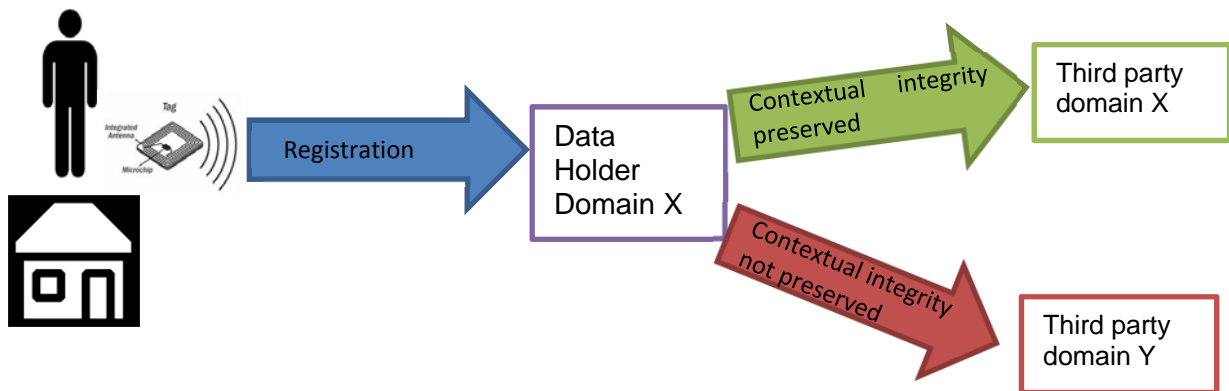 Tag
Integrated
Antenna
Microchip
Registration
Data
Holder
Domain X
Contextual integrity
preserved
Third party
domain X
Contextual integrity
not preserved
Third party
domain Y